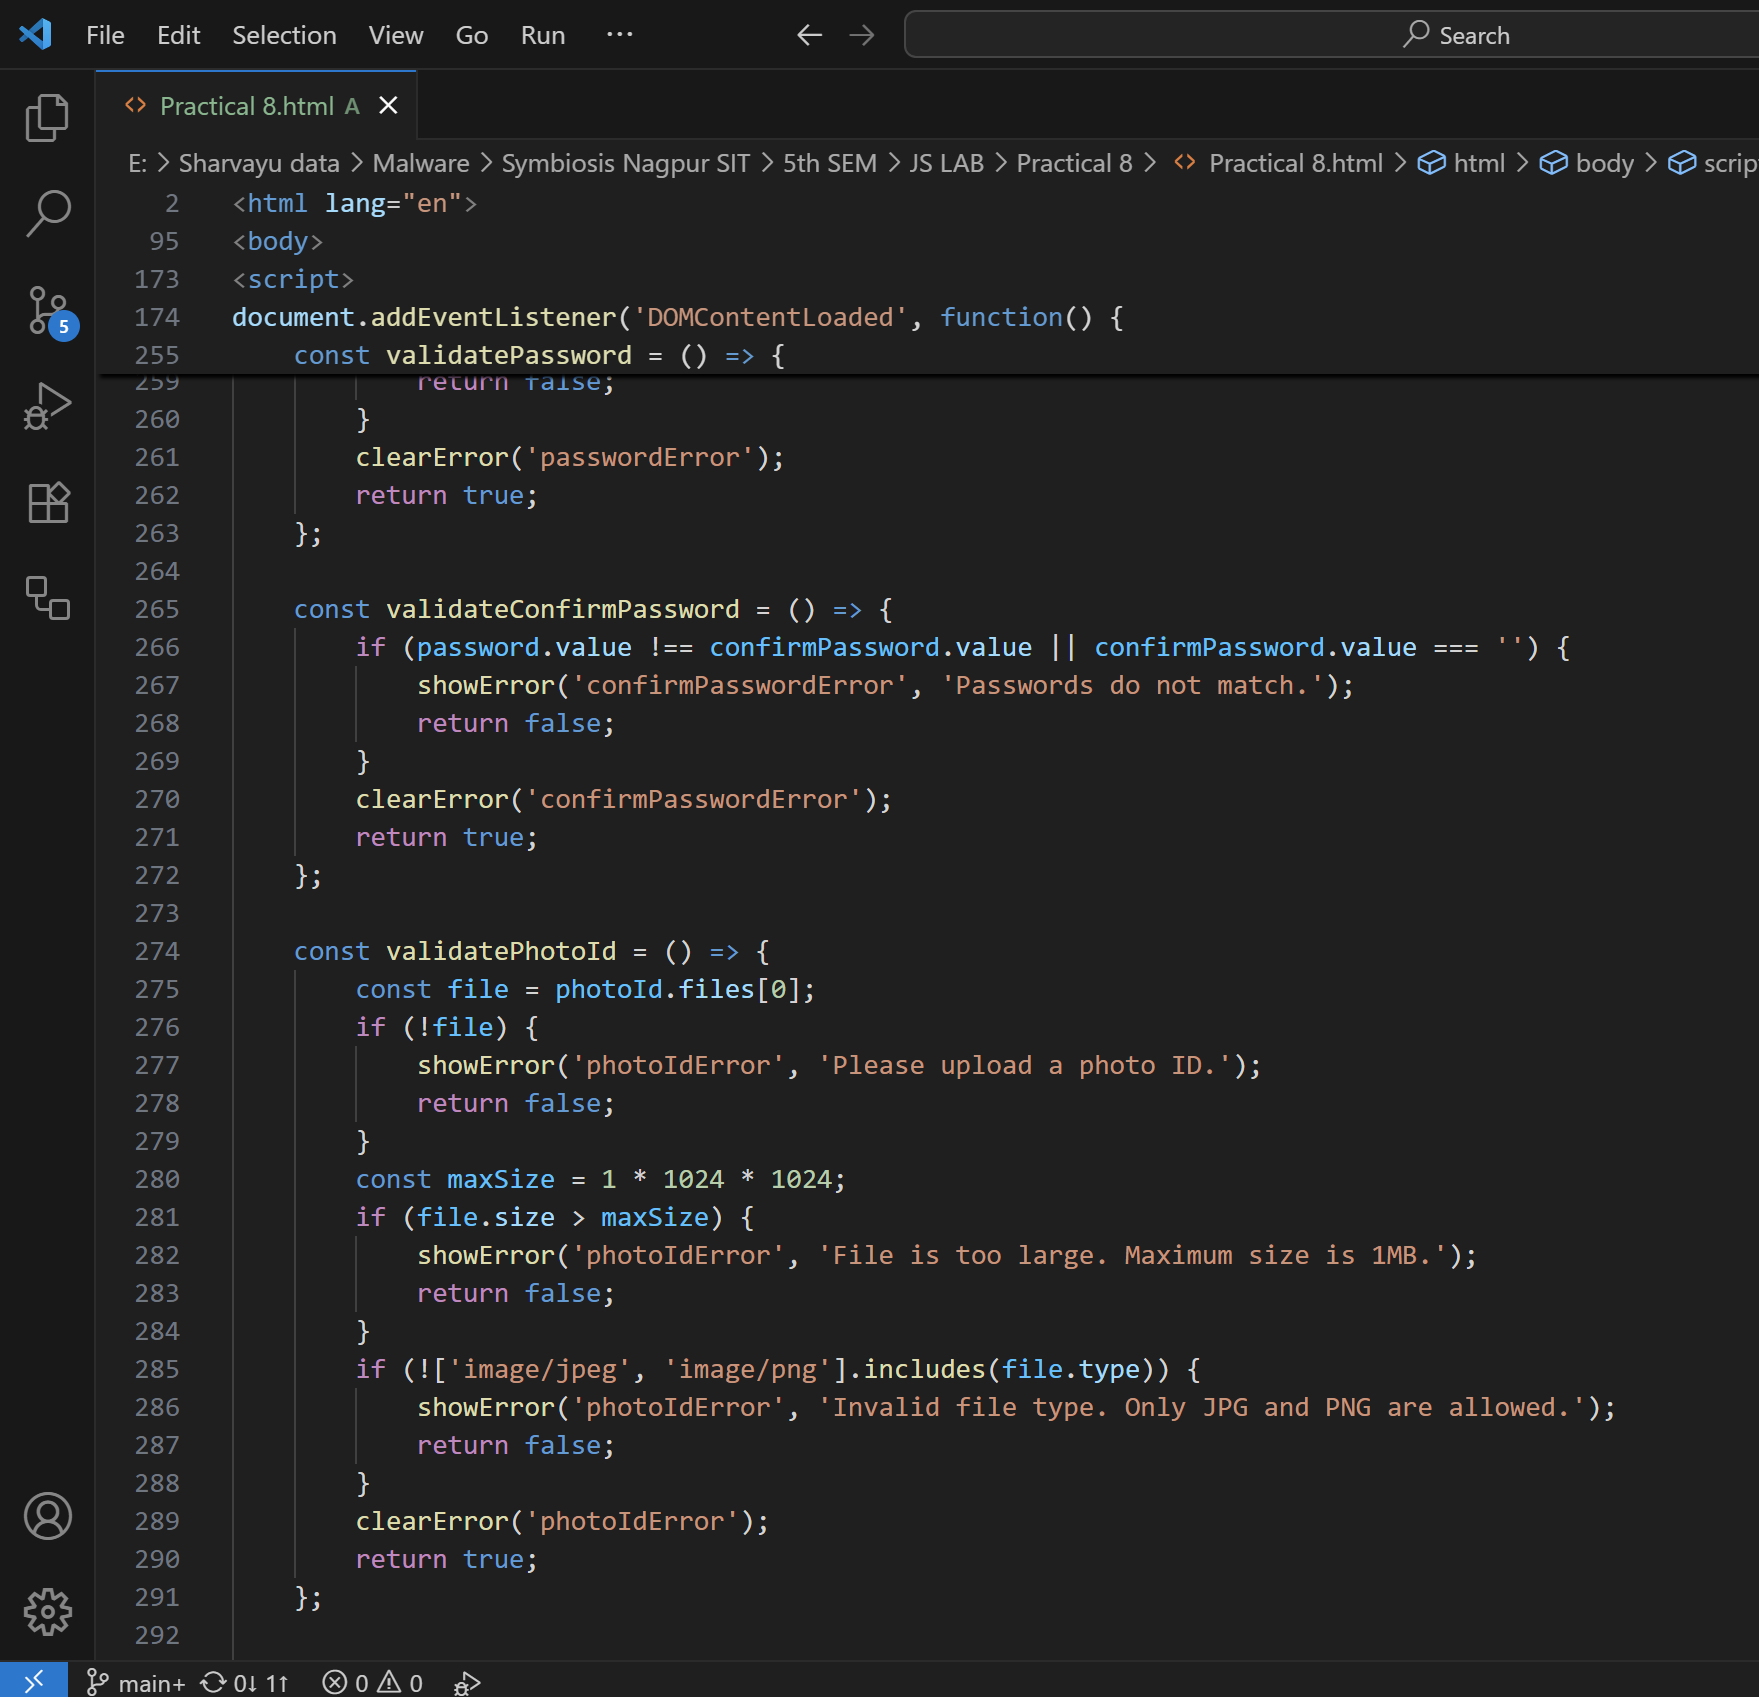 File Edit Selection View Go Run ··· Search
Practical 8.html A
E: > Sharvayu data > Malware > Symbiosis Nagpur SIT > 5th SEM > JS LAB > Practical 8 > Practical 8.html > html > body > scrip
2 <html lang="en">
95 <body>
173 <script>
174 document.addEventListener('DOMContentLoaded', function() {
255 const validatePassword = () => {
259 return false;
260 }
261 clearError('passwordError');
262 return true;
263 };
264
265 const validateConfirmPassword = () => {
266 if (password.value !== confirmPassword.value || confirmPassword.value === '') {
267 showError('confirmPasswordError', 'Passwords do not match.');
268 return false;
269 }
270 clearError('confirmPasswordError');
271 return true;
272 };
273
274 const validatePhotoId = () => {
275 const file = photoId.files[0];
276 if (!file) {
277 showError('photoIdError', 'Please upload a photo ID.');
278 return false;
279 }
280 const maxSize = 1 * 1024 * 1024;
281 if (file.size > maxSize) {
282 showError('photoIdError', 'File is too large. Maximum size is 1MB.');
283 return false;
284 }
285 if (!['image/jpeg', 'image/png'].includes(file.type)) {
286 showError('photoIdError', 'Invalid file type. Only JPG and PNG are allowed.');
287 return false;
288 }
289 clearError('photoIdError');
290 return true;
291 };
292
5
main+ 0↓ 1↑ 0 0